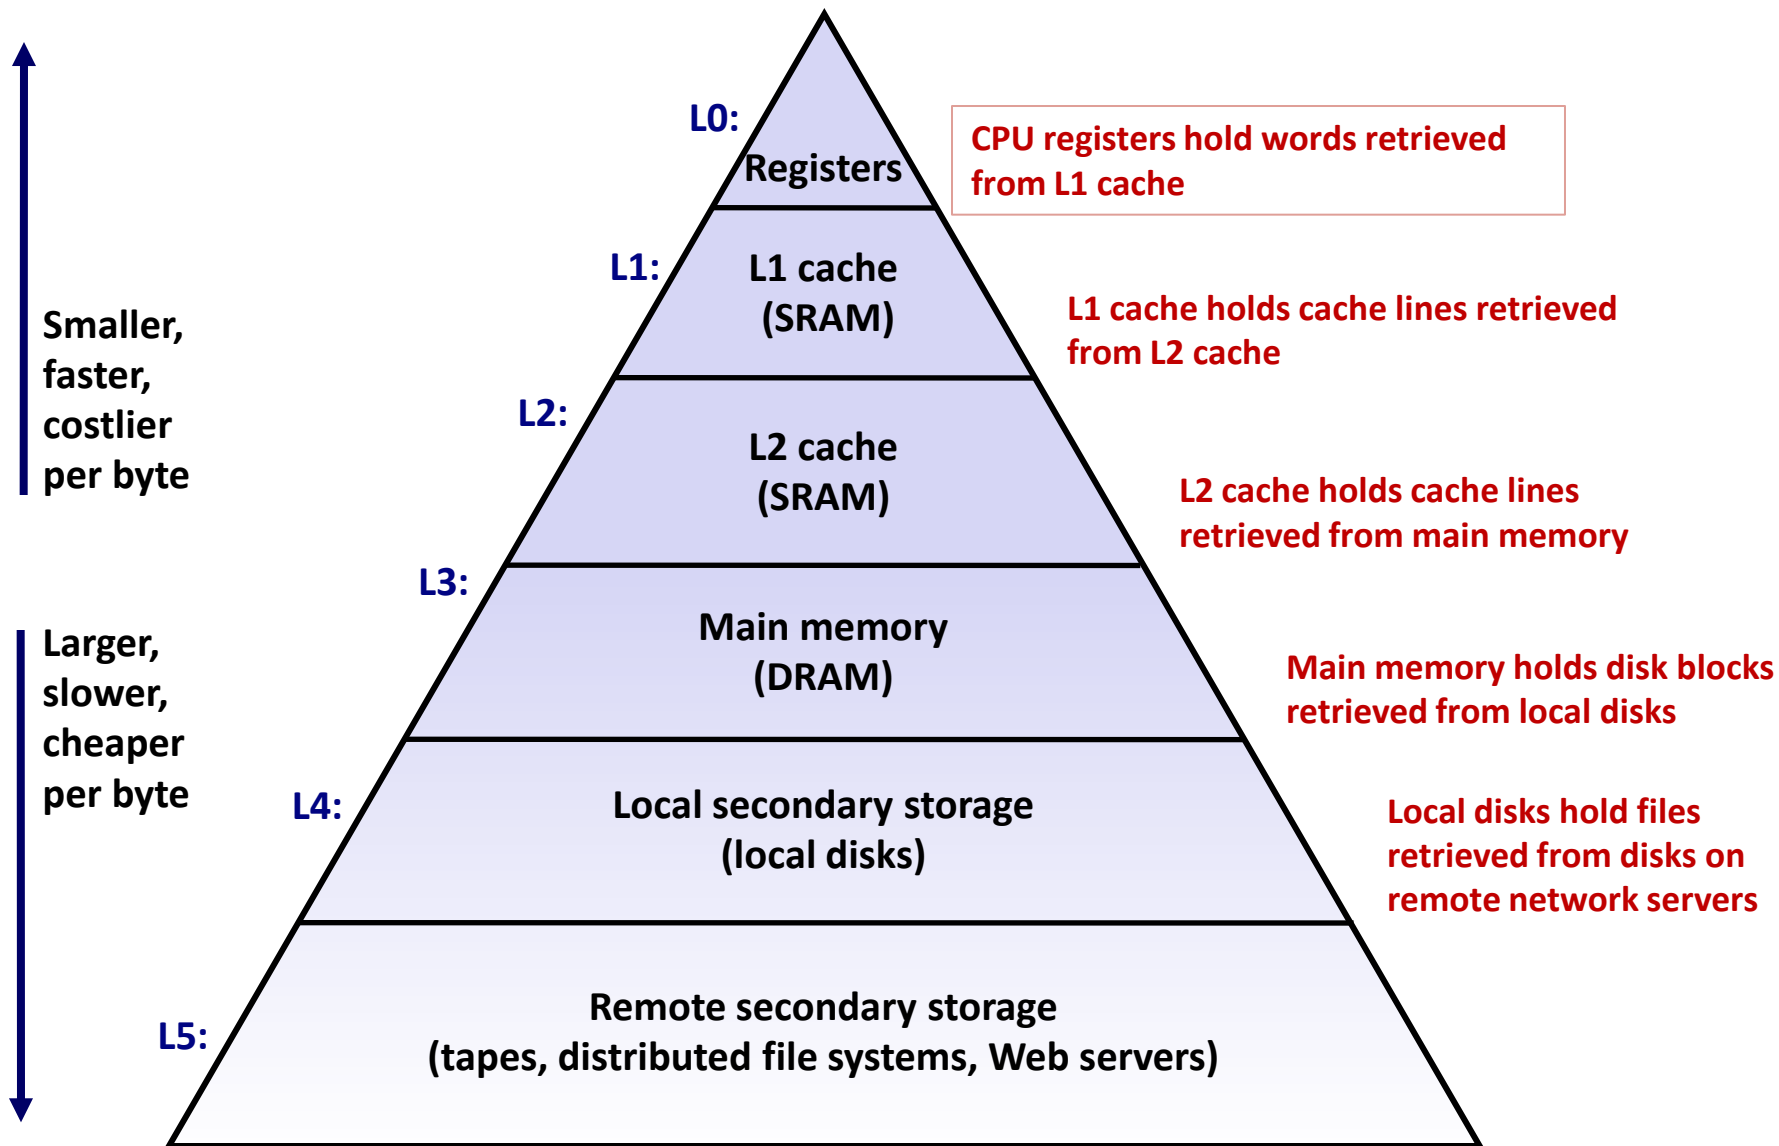 L0:
Registers
CPU registers hold words retrieved
from L1 cache
L1:
L1 cache
(SRAM)
L1 cache holds cache lines retrieved
from L2 cache
Smaller,
faster,
costlier
per byte
L2:
L2 cache
(SRAM)
L2 cache holds cache lines
retrieved from main memory
L3:
Main memory
(DRAM)
Main memory holds disk blocks
retrieved from local disks
Larger,
slower,
cheaper
per byte
L4:
Local secondary storage
(local disks)
Local disks hold files
retrieved from disks on
remote network servers
L5:
Remote secondary storage
(tapes, distributed file systems, Web servers)